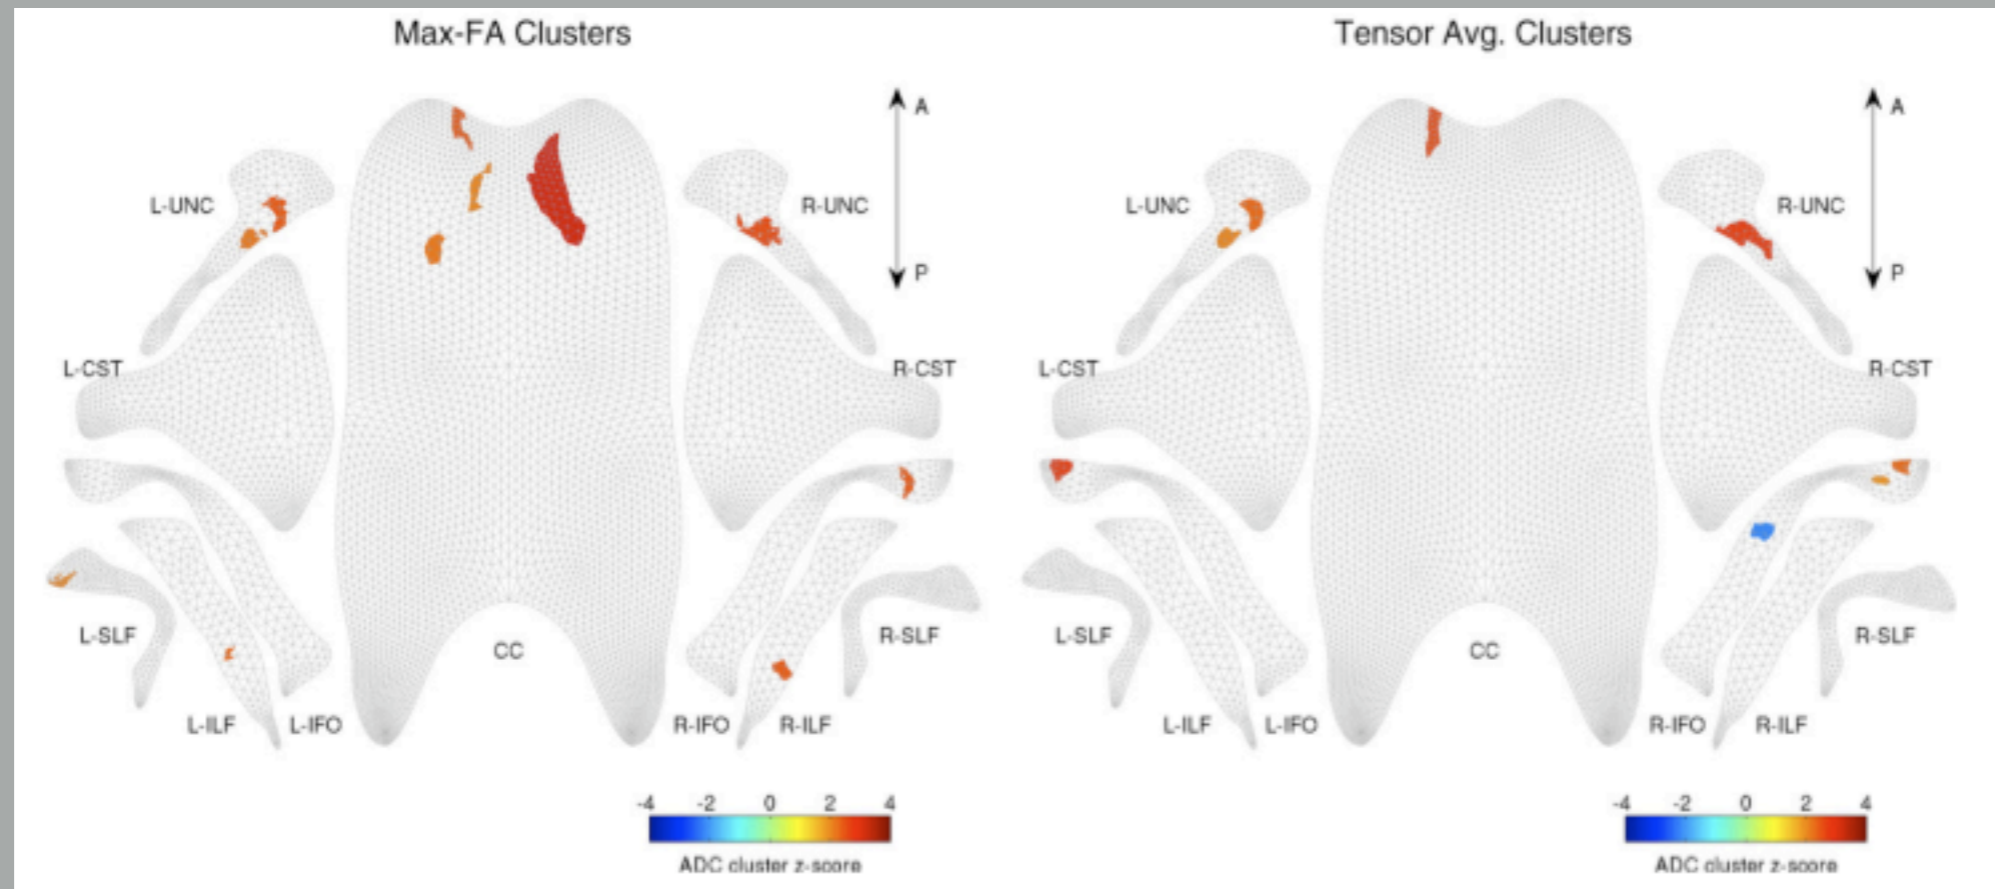 Max-FA Clusters
A
P
L-UNC
R-UNC
L-CST
R-CST
L-SLF
R-SLF
CC
L-ILF
L-IFO
R-IFO
R-ILF
-4 -2 0 2 4
ADC cluster z-score
Tensor Avg. Clusters
A
P
L-UNC
R-UNC
L-CST
R-CST
L-SLF
R-SLF
CC
L-ILF
L-IFO
R-IFO
R-ILF
-4 -2 0 2 4
ADC cluster z-score